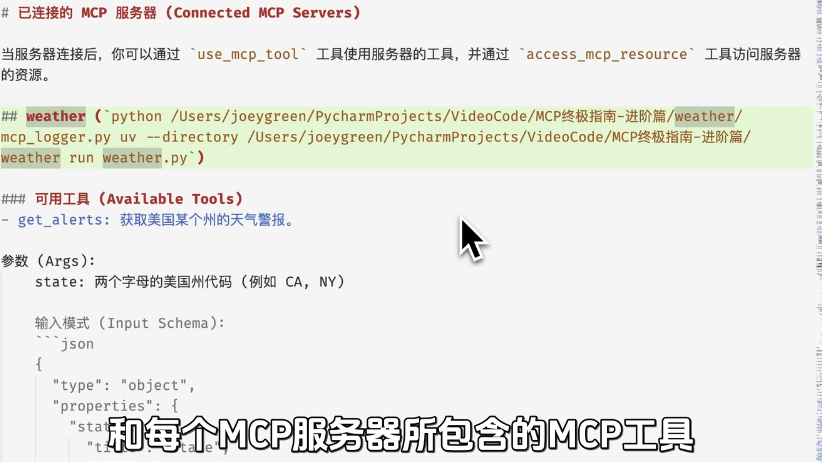 # 已连接的 MCP 服务器 (Connected MCP Servers)
当服务器连接后，你可以通过 `use_mcp_tool` 工具使用服务器的工具，并通过 `access_mcp_resource` 工具访问服务器
的资源。
## weather (`python /Users/joeygreen/PycharmProjects/VideoCode/MCP终极指南-进阶篇/weather/
mcp_logger.py uv --directory /Users/joeygreen/PycharmProjects/VideoCode/MCP终极指南-进阶篇/
weather run weather.py`)
### 可用工具 (Available Tools)
- get_alerts: 获取美国某个州的天气警报。
参数 (Args):
state: 两个字母的美国州代码 (例如 CA, NY)
输入模式 (Input Schema):
```json
{
"type": "object",
"properties": {
和每个MCP服务器所包含的MCP工具